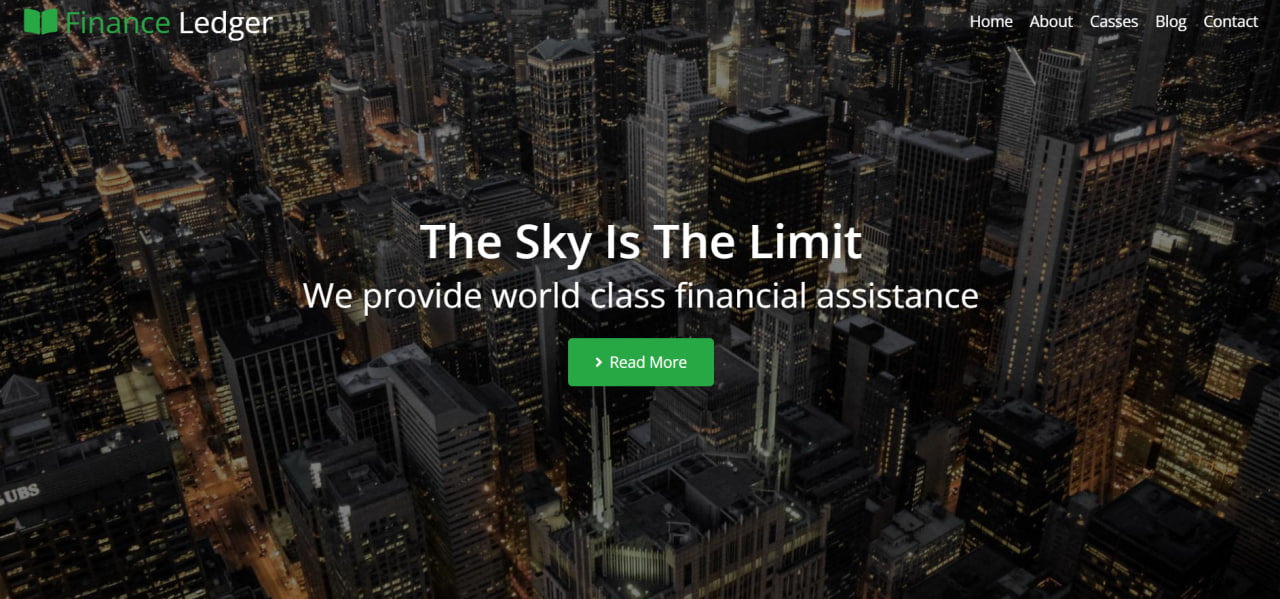 Finance Ledger
Home About Casses Blog Contact
The Sky Is The Limit
We provide world class financial assistance
Read More
UBS